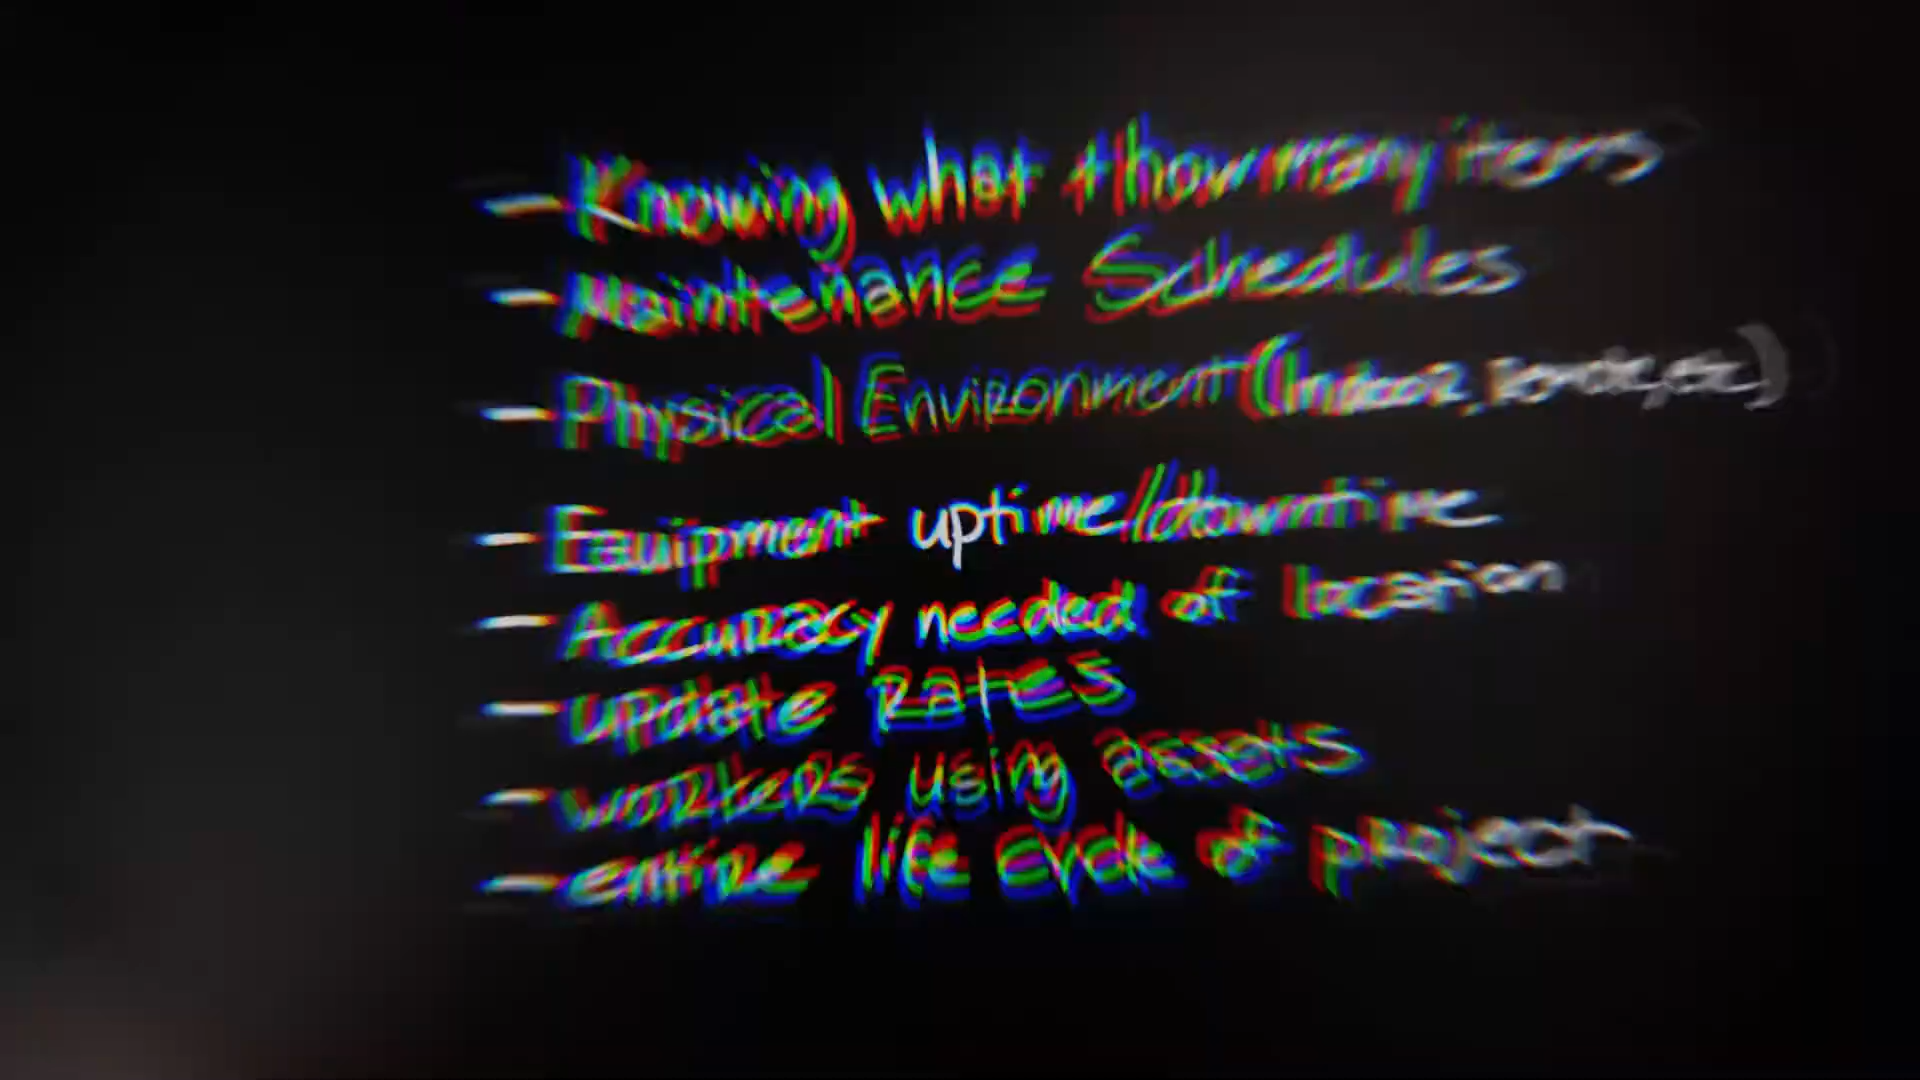 - Knowing what + how many items
- Maintenance Schedules
- Physical Environment (Indoor, 
- Equipment uptime/downtime
- Accuracy needed of location
- update Rates
- workers using assets
- entire life cycle of project